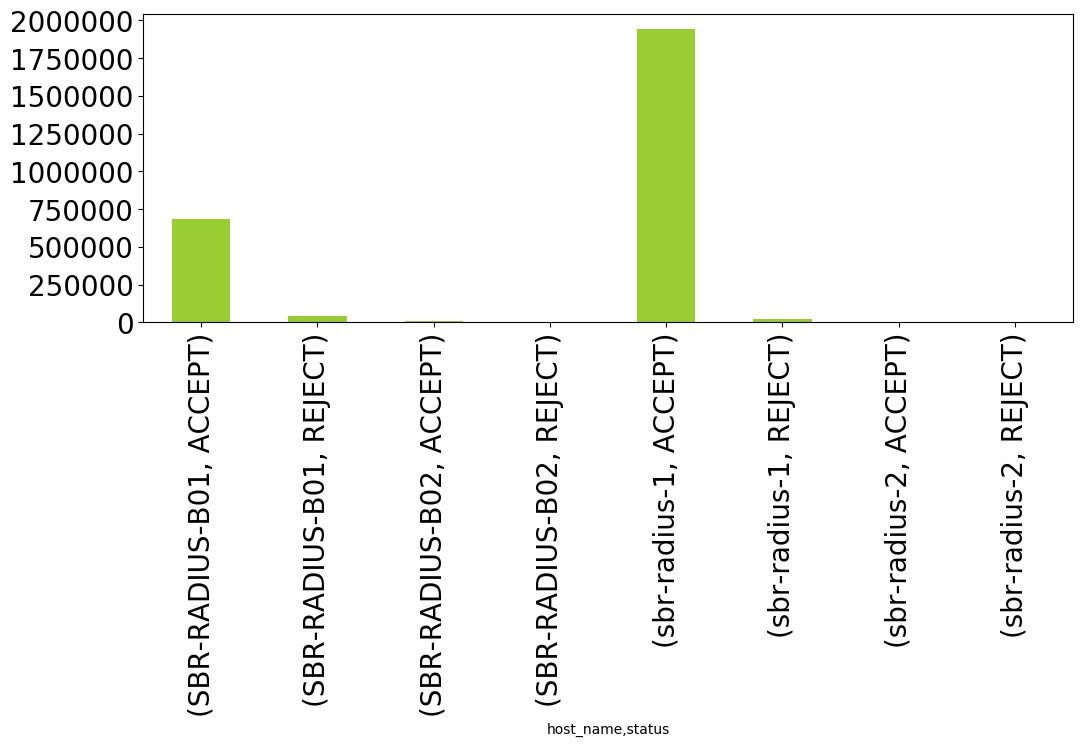 2000000
1750000
1500000
1250000
1000000
750000
500000
250000
0
(SBR-RADIUS-B01, ACCEPT)
(SBR-RADIUS-B01, REJECT)
(SBR-RADIUS-B02, ACCEPT)
(SBR-RADIUS-B02, REJECT)
(sbr-radius-1, ACCEPT)
(sbr-radius-1, REJECT)
(sbr-radius-2, ACCEPT)
(sbr-radius-2, REJECT)
host_name,status